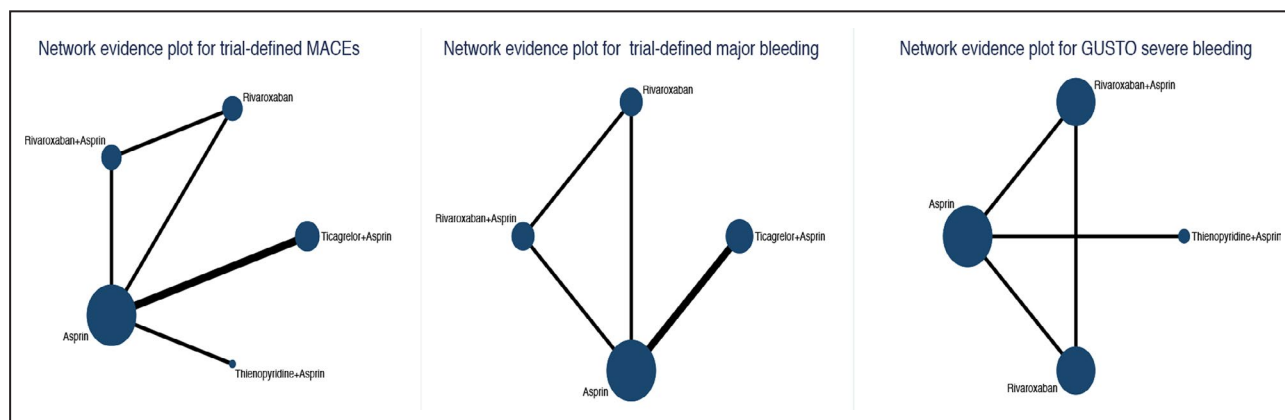 Network evidence plot for trial-defined MACEs
Rivaroxaban
Rivaroxaban+Asprin
Ticagrelor+Asprin
Asprin
Thienopyridine+Asprin
Network evidence plot for trial-defined major bleeding
Rivaroxaban
Rivaroxaban+Asprin
Ticagrelor+Asprin
Asprin
Network evidence plot for GUSTO severe bleeding
Rivaroxaban+Asprin
Asprin
Thienopyridine+Asprin
Rivaroxaban